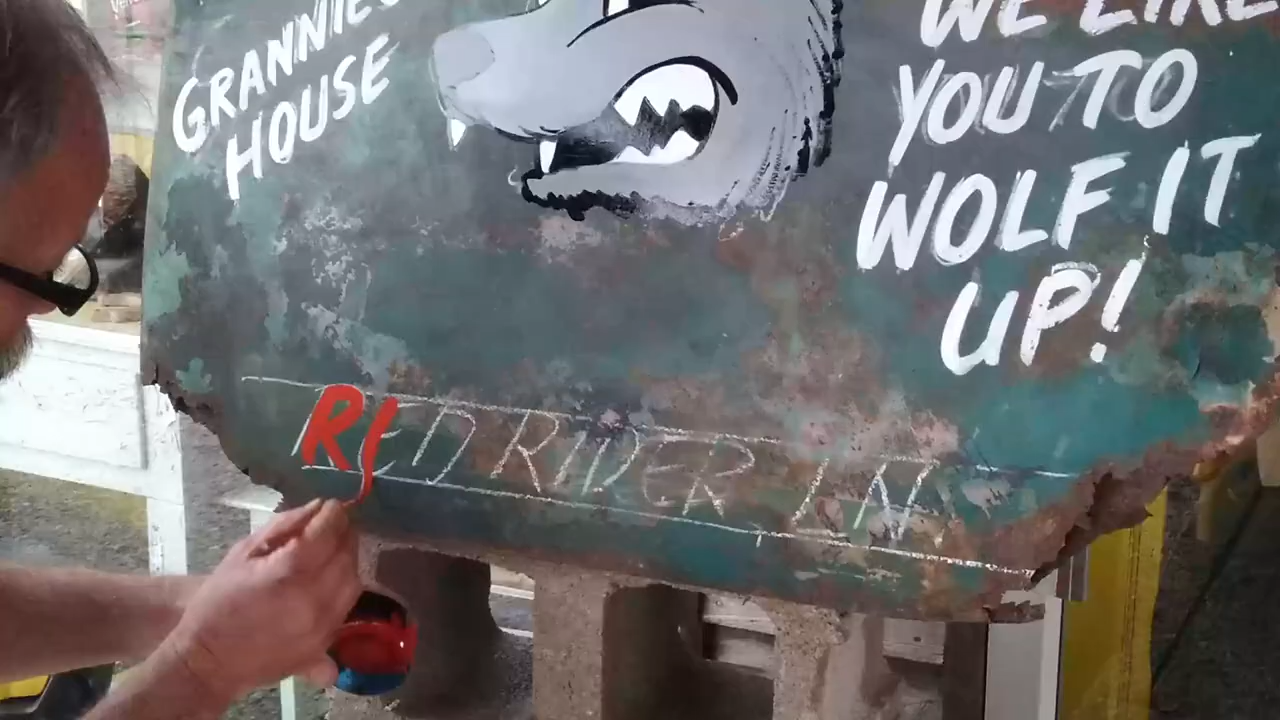 GRANNIE'S
HOUSE
WE LIKE
YOU TO
WOLF IT
UP!
RED RIDER LN